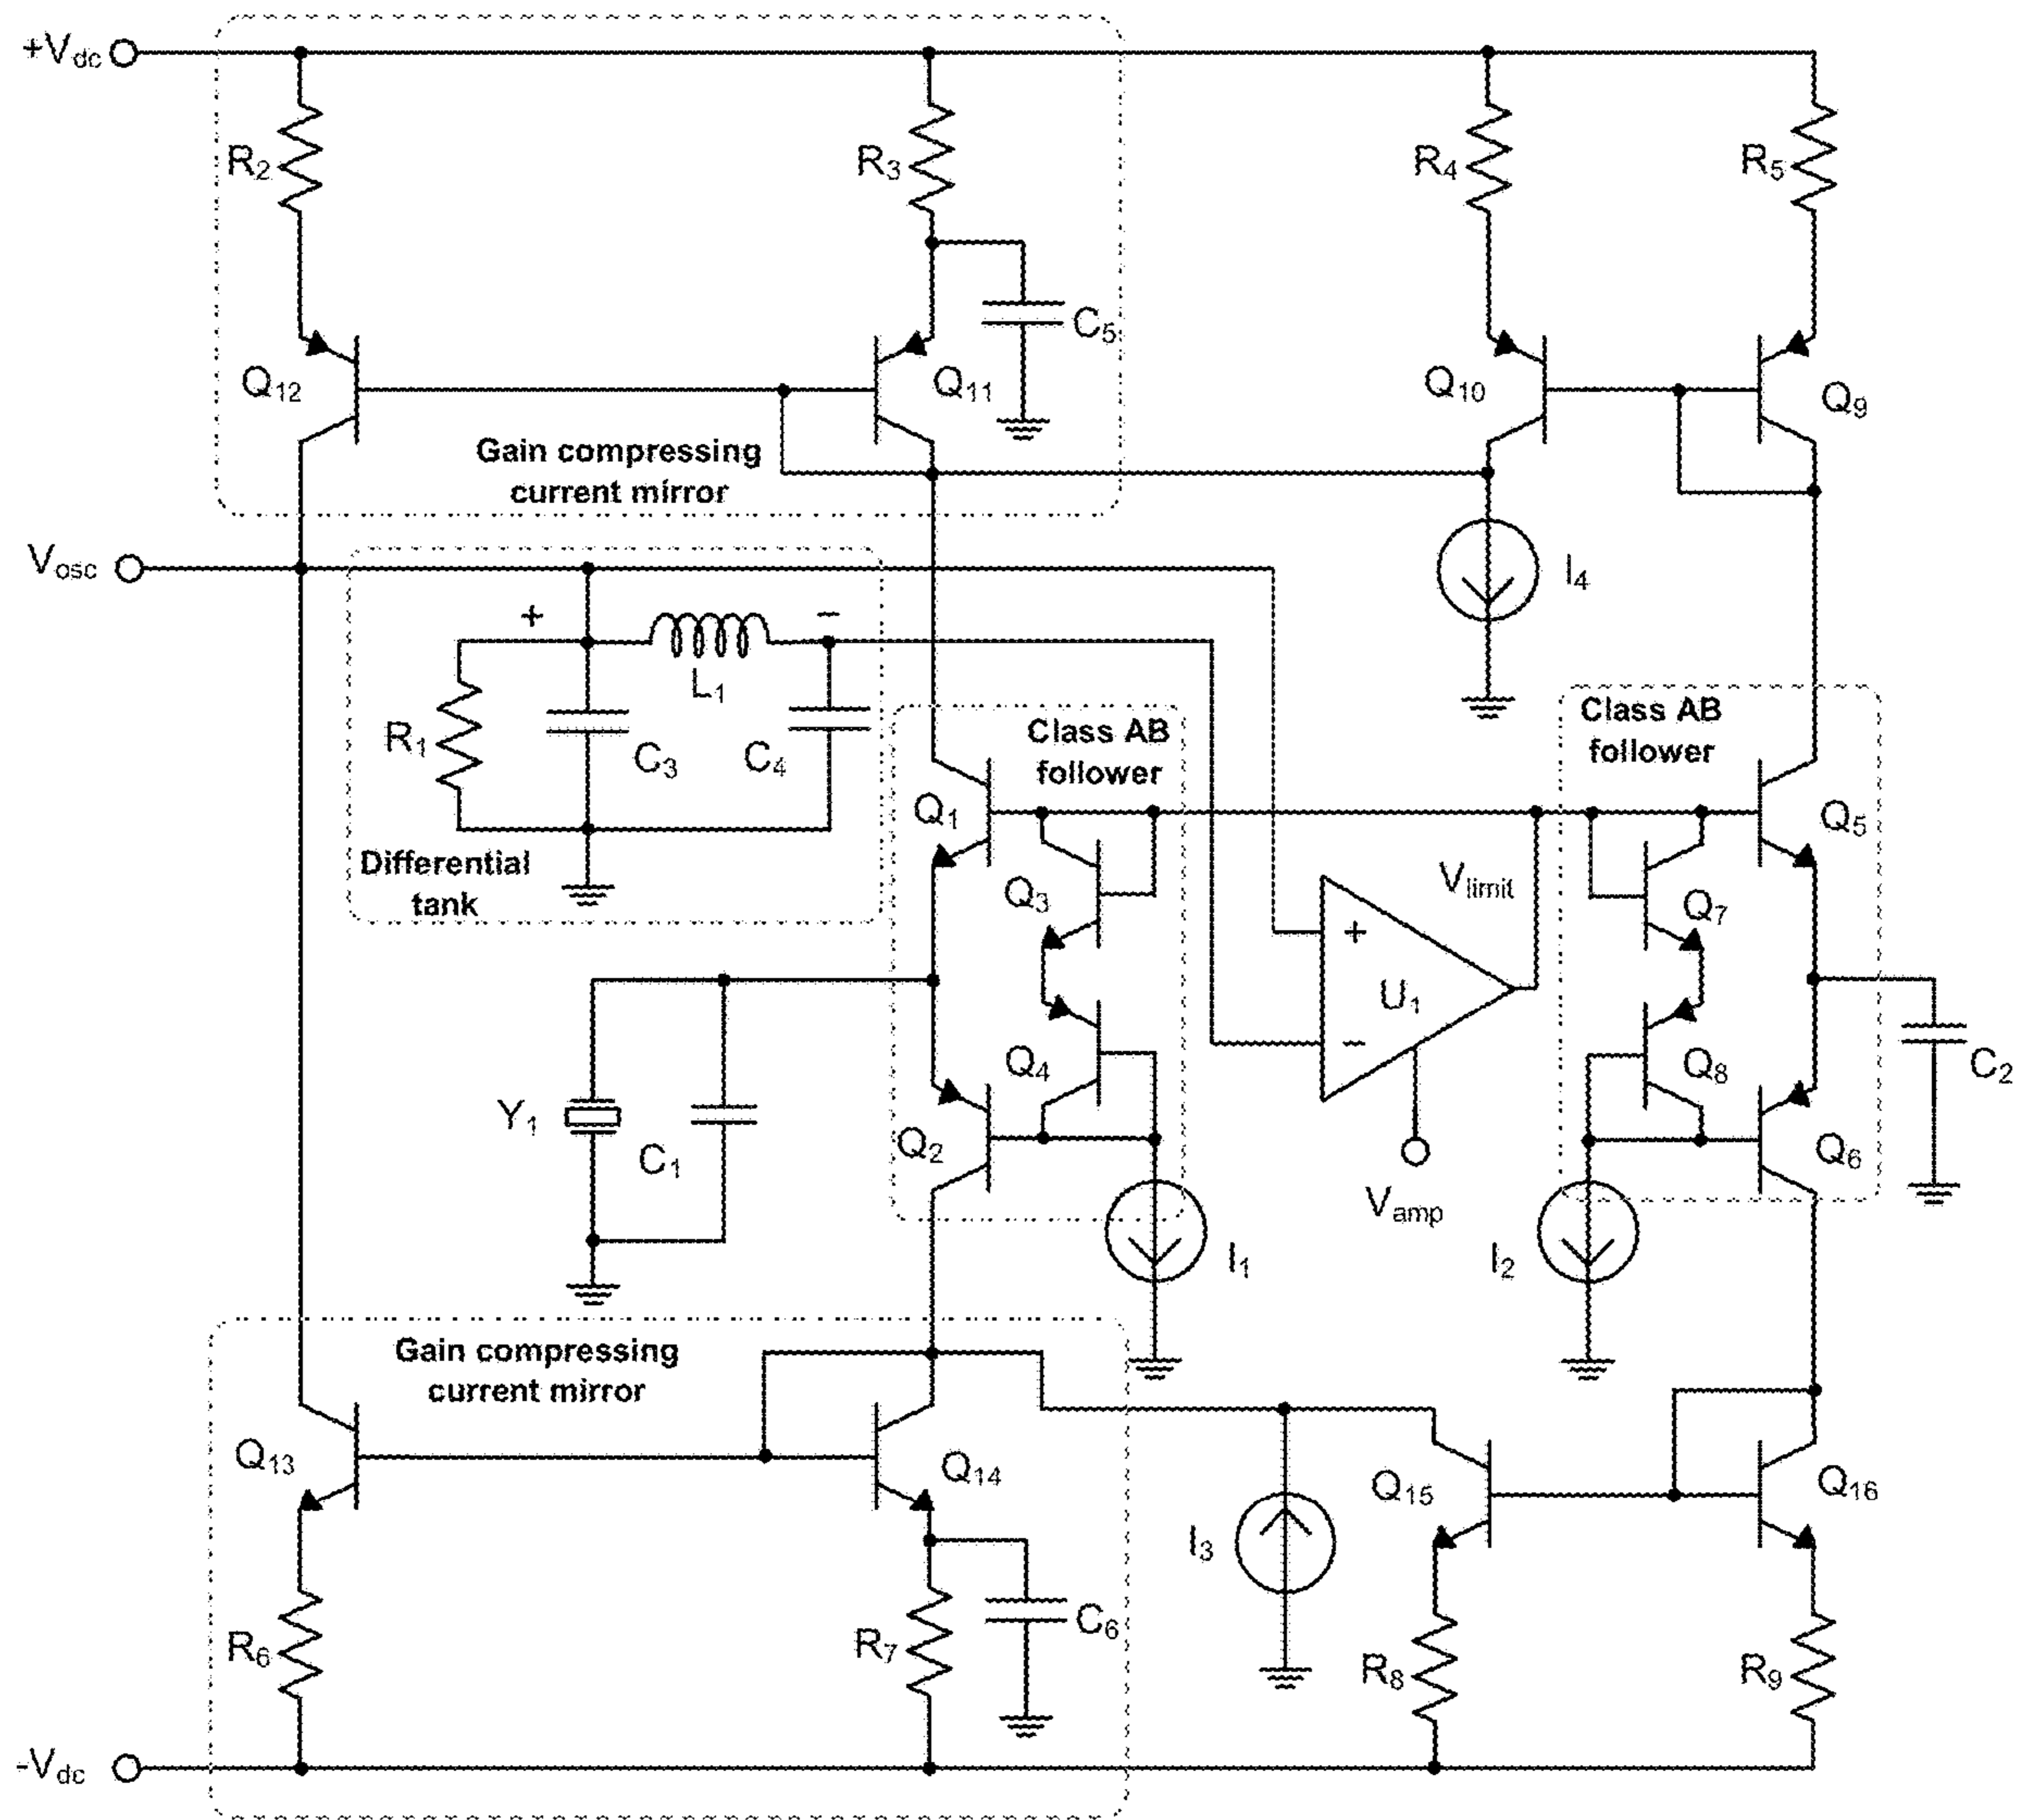 +Vdc
R2
R3
R4
R5
C5
Q12
Q11
Q10
Q9
Gain compressing
current mirror
Vosc
I4
+
−
L1
R1
C3
C4
Class AB
follower
Class AB
follower
Q1
Q5
Differential
tank
Q3
Vlimit
Q7
+
U1
−
Q4
Q8
C2
Y1
C1
Q2
Q6
Vamp
I1
I2
Gain compressing
current mirror
Q13
Q14
Q15
Q16
I3
C6
R6
R7
R8
R9
-Vdc